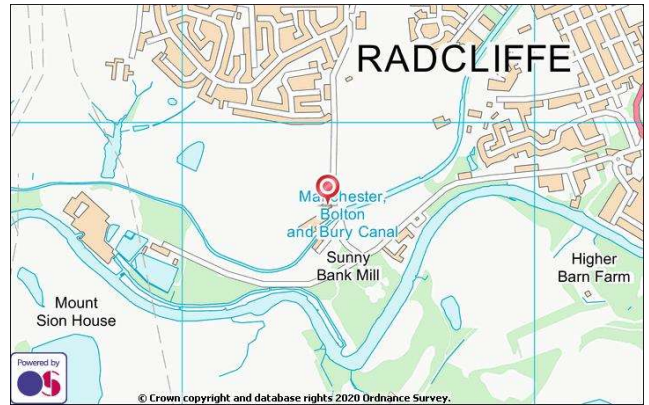 RADCLIFFE
Manchester,
Bolton
and Bury Canal
Sunny
Bank Mill
Higher
Barn Farm
Mount
Sion House
Powered by
OS
© Crown copyright and database rights 2020 Ordnance Survey.